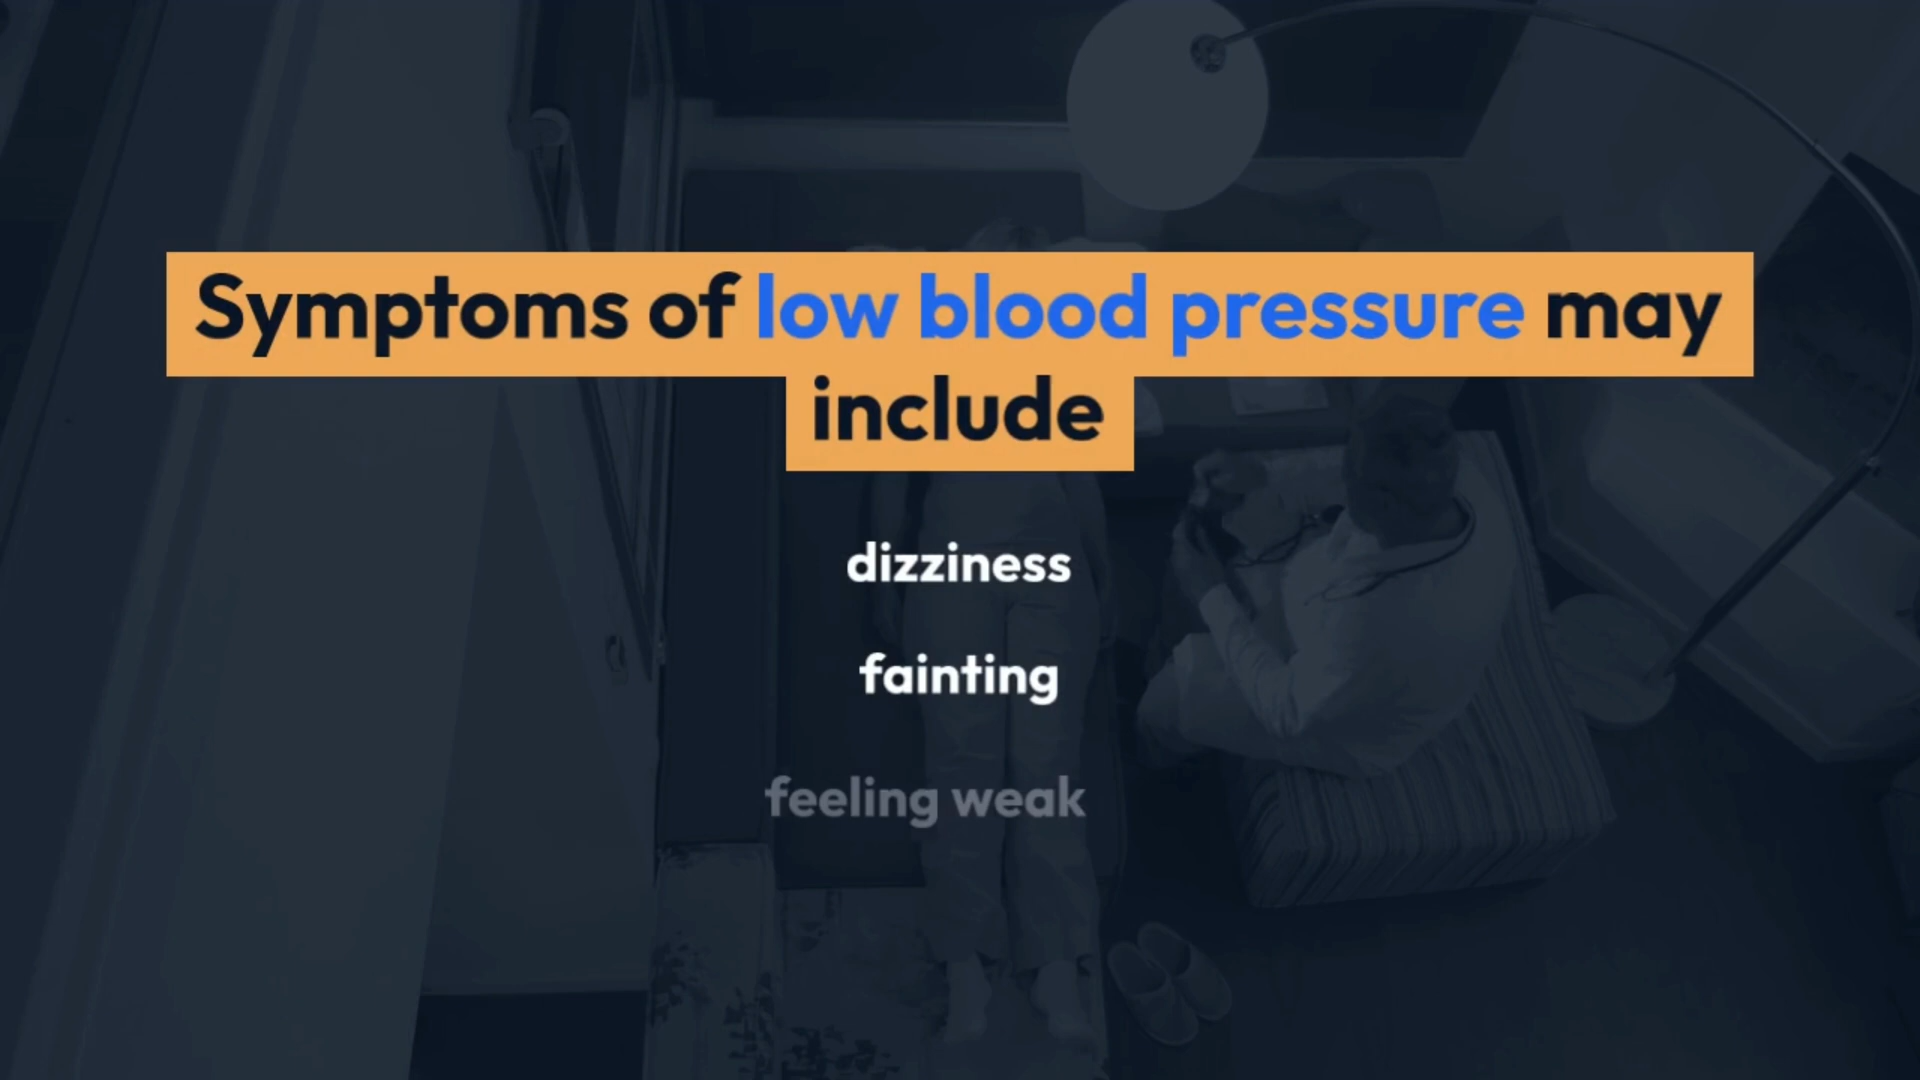 Symptoms of low blood pressure may
include
dizziness
fainting
feeling weak